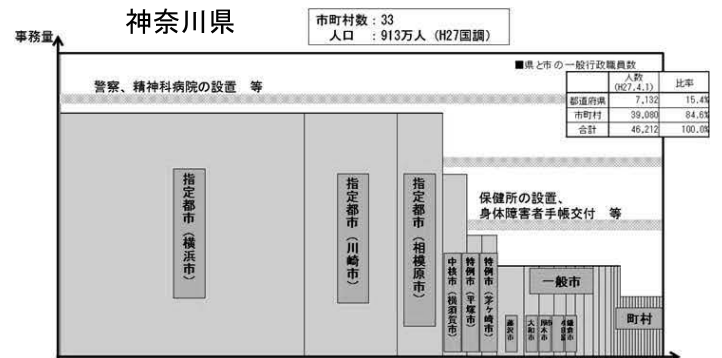 神奈川県
市町村数：33
人口　：913万人（H27国調）
事務量
■県と市の一般行政職員数
人数
(H27.4.1)
比率
都道府県 7,132 15.4%
市町村 39,080 84.6%
合計 46,212 100.0%
警察、精神科病院の設置　等
保健所の設置、
身体障害者手帳交付　等
指定都市（横浜市）
指定都市（川崎市）
指定都市（相模原市）
中核市（横須賀市）
特例市（平塚市）
特例市（茅ヶ崎市）
一般市
町村
藤沢市
大和市
厚木市
鎌倉市